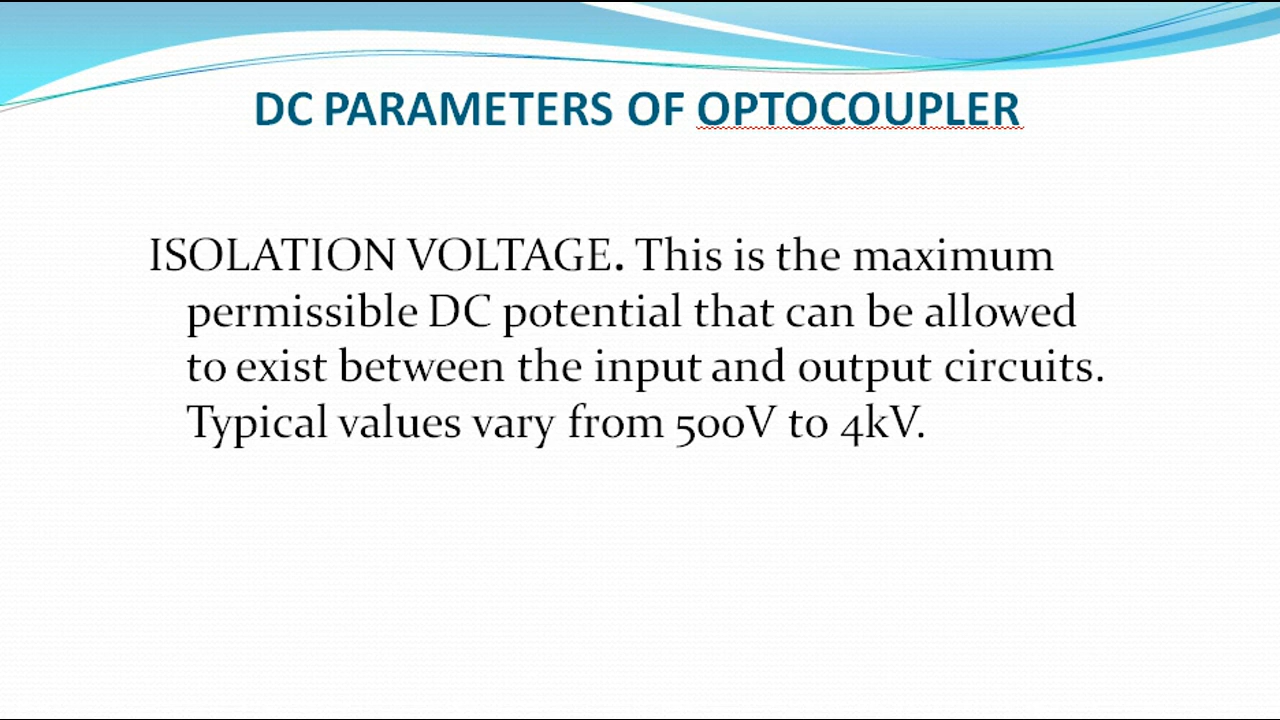 DC PARAMETERS OF OPTOCOUPLER
ISOLATION VOLTAGE. This is the maximum
permissible DC potential that can be allowed
to exist between the input and output circuits.
Typical values vary from 500V to 4kV.